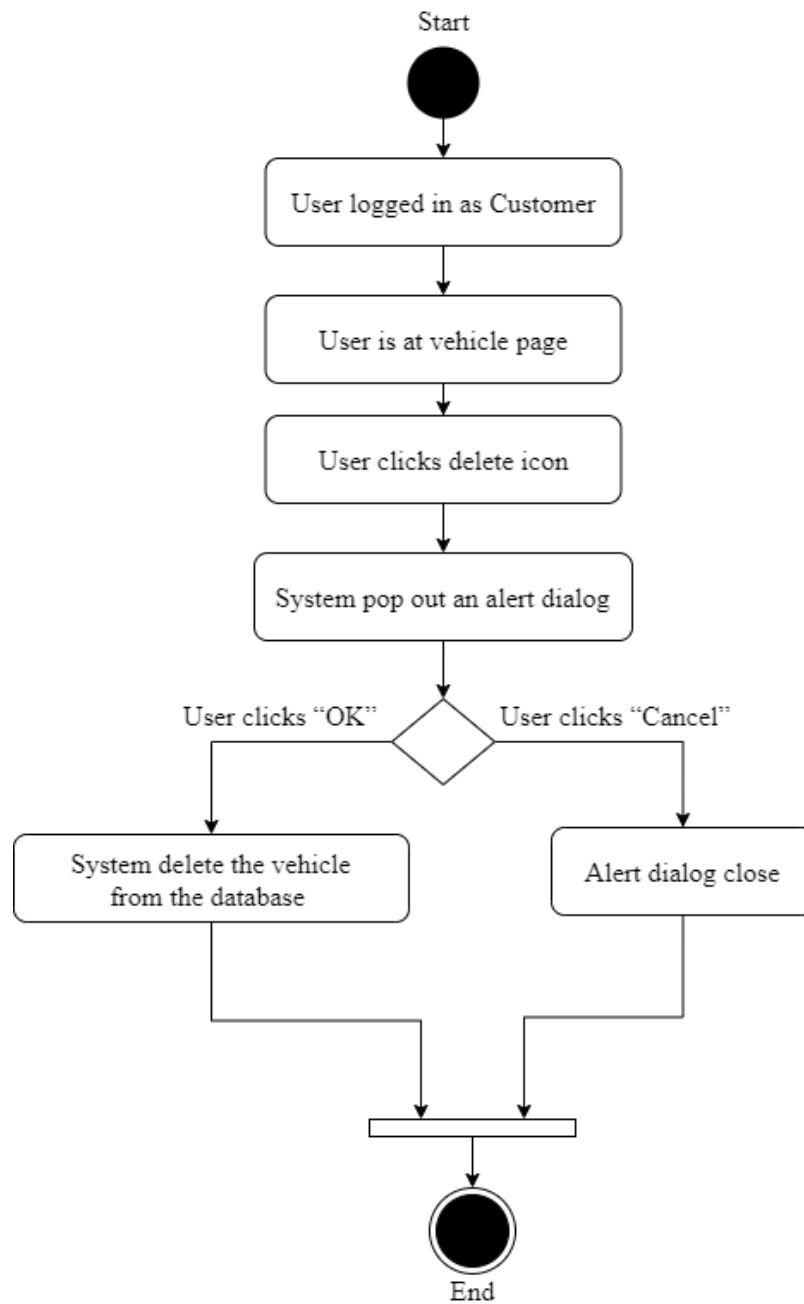 Start
User logged in as Customer
User is at vehicle page
User clicks delete icon
System pop out an alert dialog
User clicks “OK”
User clicks “Cancel”
System delete the vehicle
from the database
Alert dialog close
End